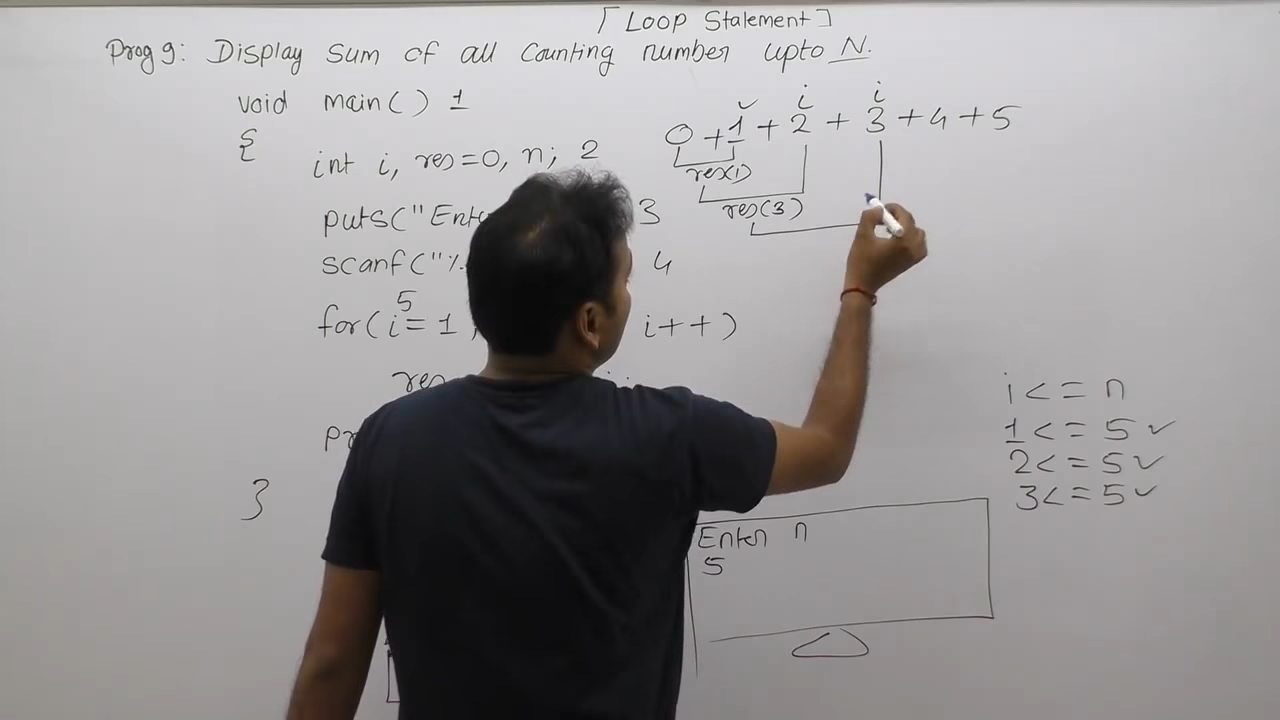 [Loop Statement]
Prog 9: Display sum of all counting number upto N.
void main() 1
{
int i, res=0, n; 2
puts("Ente 3
scanf("% 4
5
for(i=1 i++)
res
pr
}
i i
0+1+2+3+4+5
res(1)
res(3)
i<=n
1<=5✓
2<=5✓
3<=5✓
Enter n
5